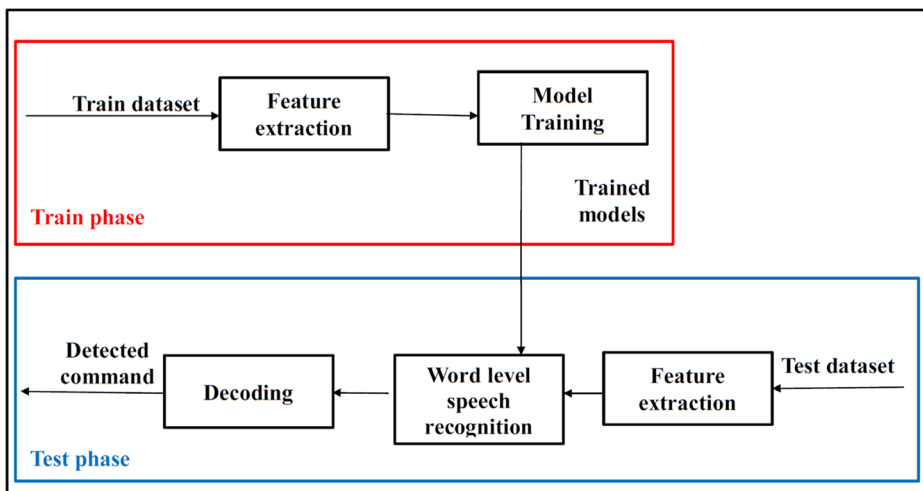 Train dataset
Feature
extraction
Model
Training
Trained
models
Train phase
Detected
command
Decoding
Word level
speech
recognition
Feature
extraction
Test dataset
Test phase